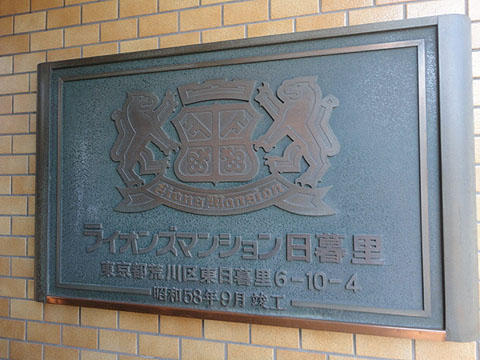 Lions Mansion
ライオンズマンション日暮里
東京都荒川区東日暮里6-10-4
昭和58年9月 竣工